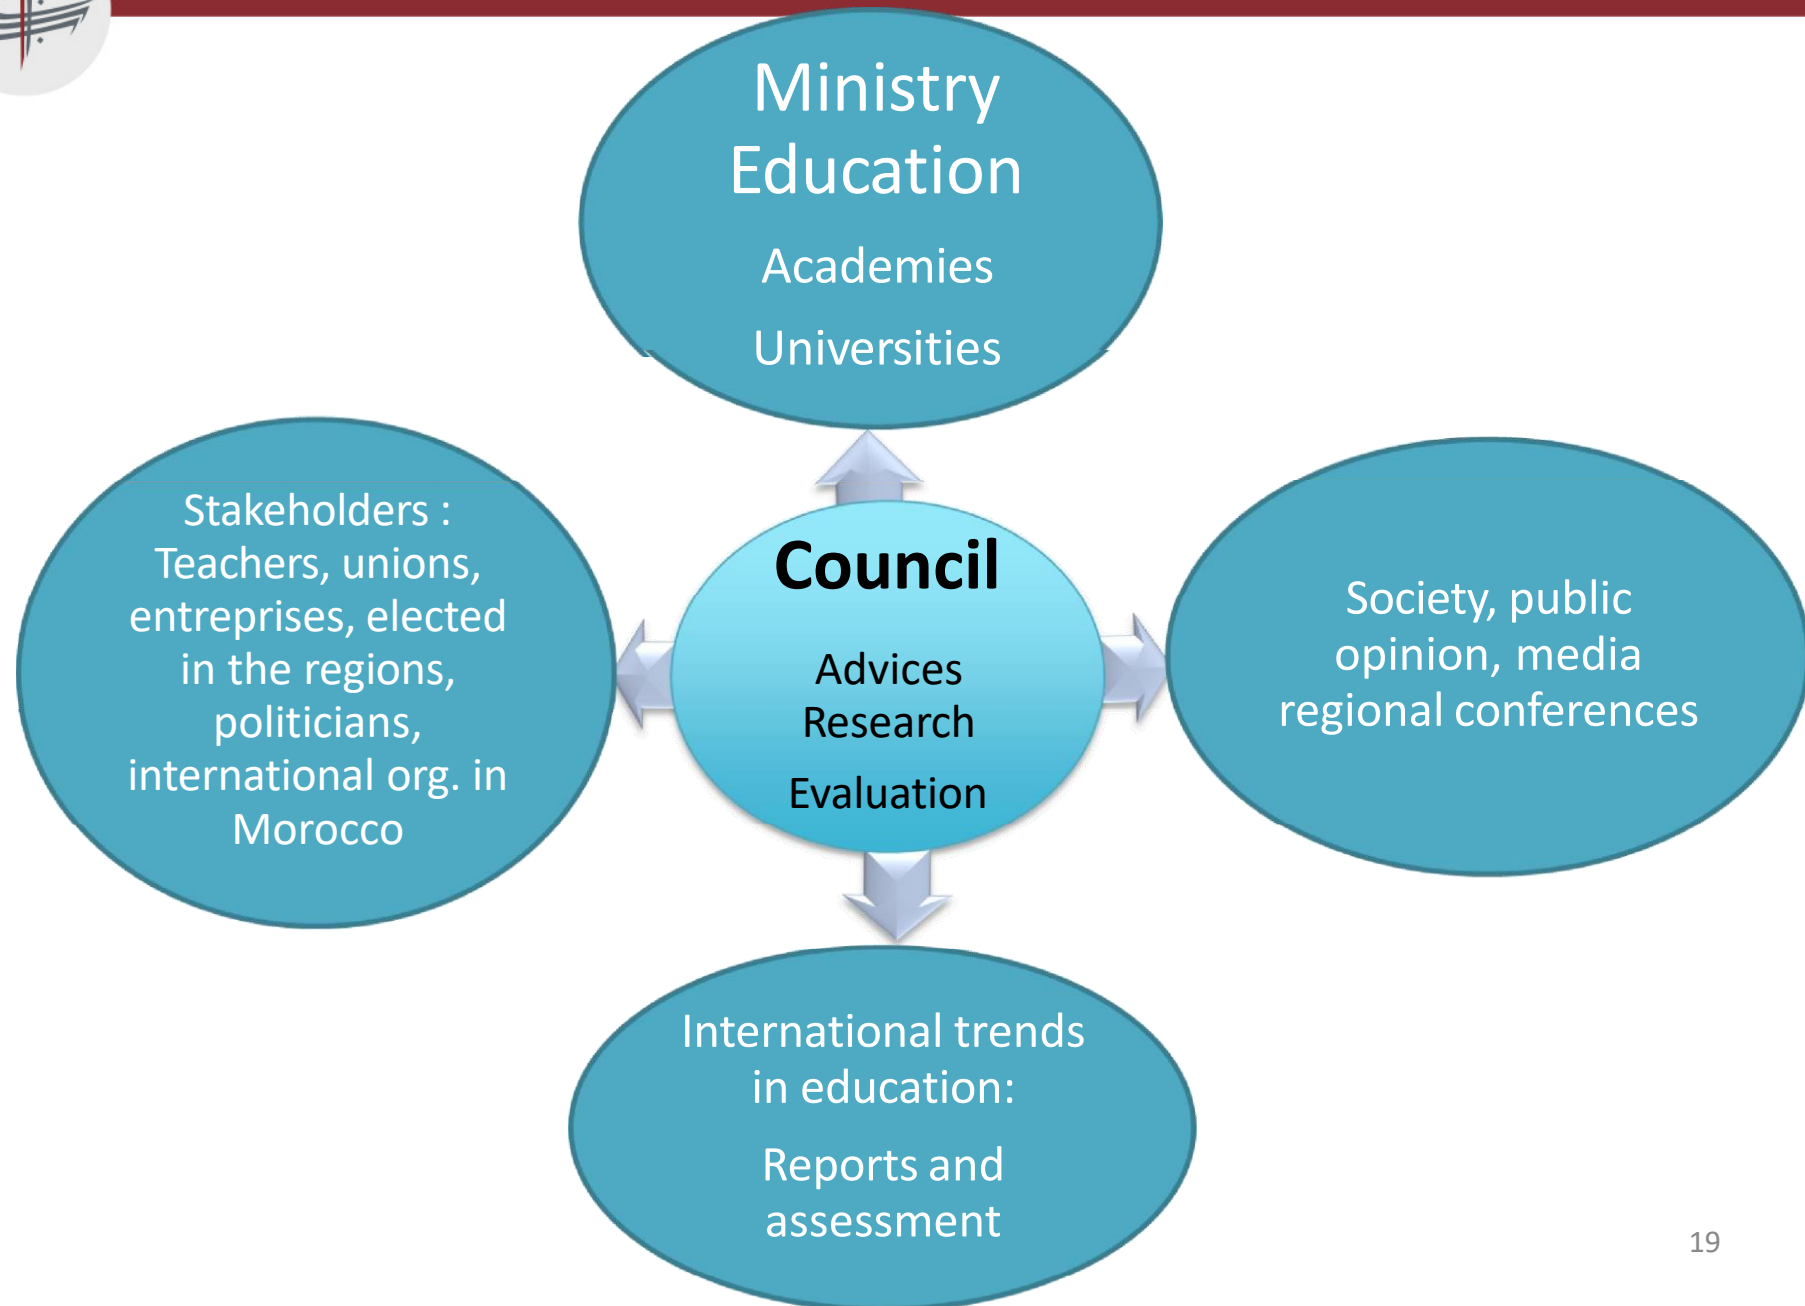 Ministry
Education
Academies
Universities
Stakeholders :
Teachers, unions,
entreprises, elected
in the regions,
politicians,
international org. in
Morocco
Council
Advices
Research
Evaluation
Society, public
opinion, media
regional conferences
International trends
in education:
Reports and
assessment
19